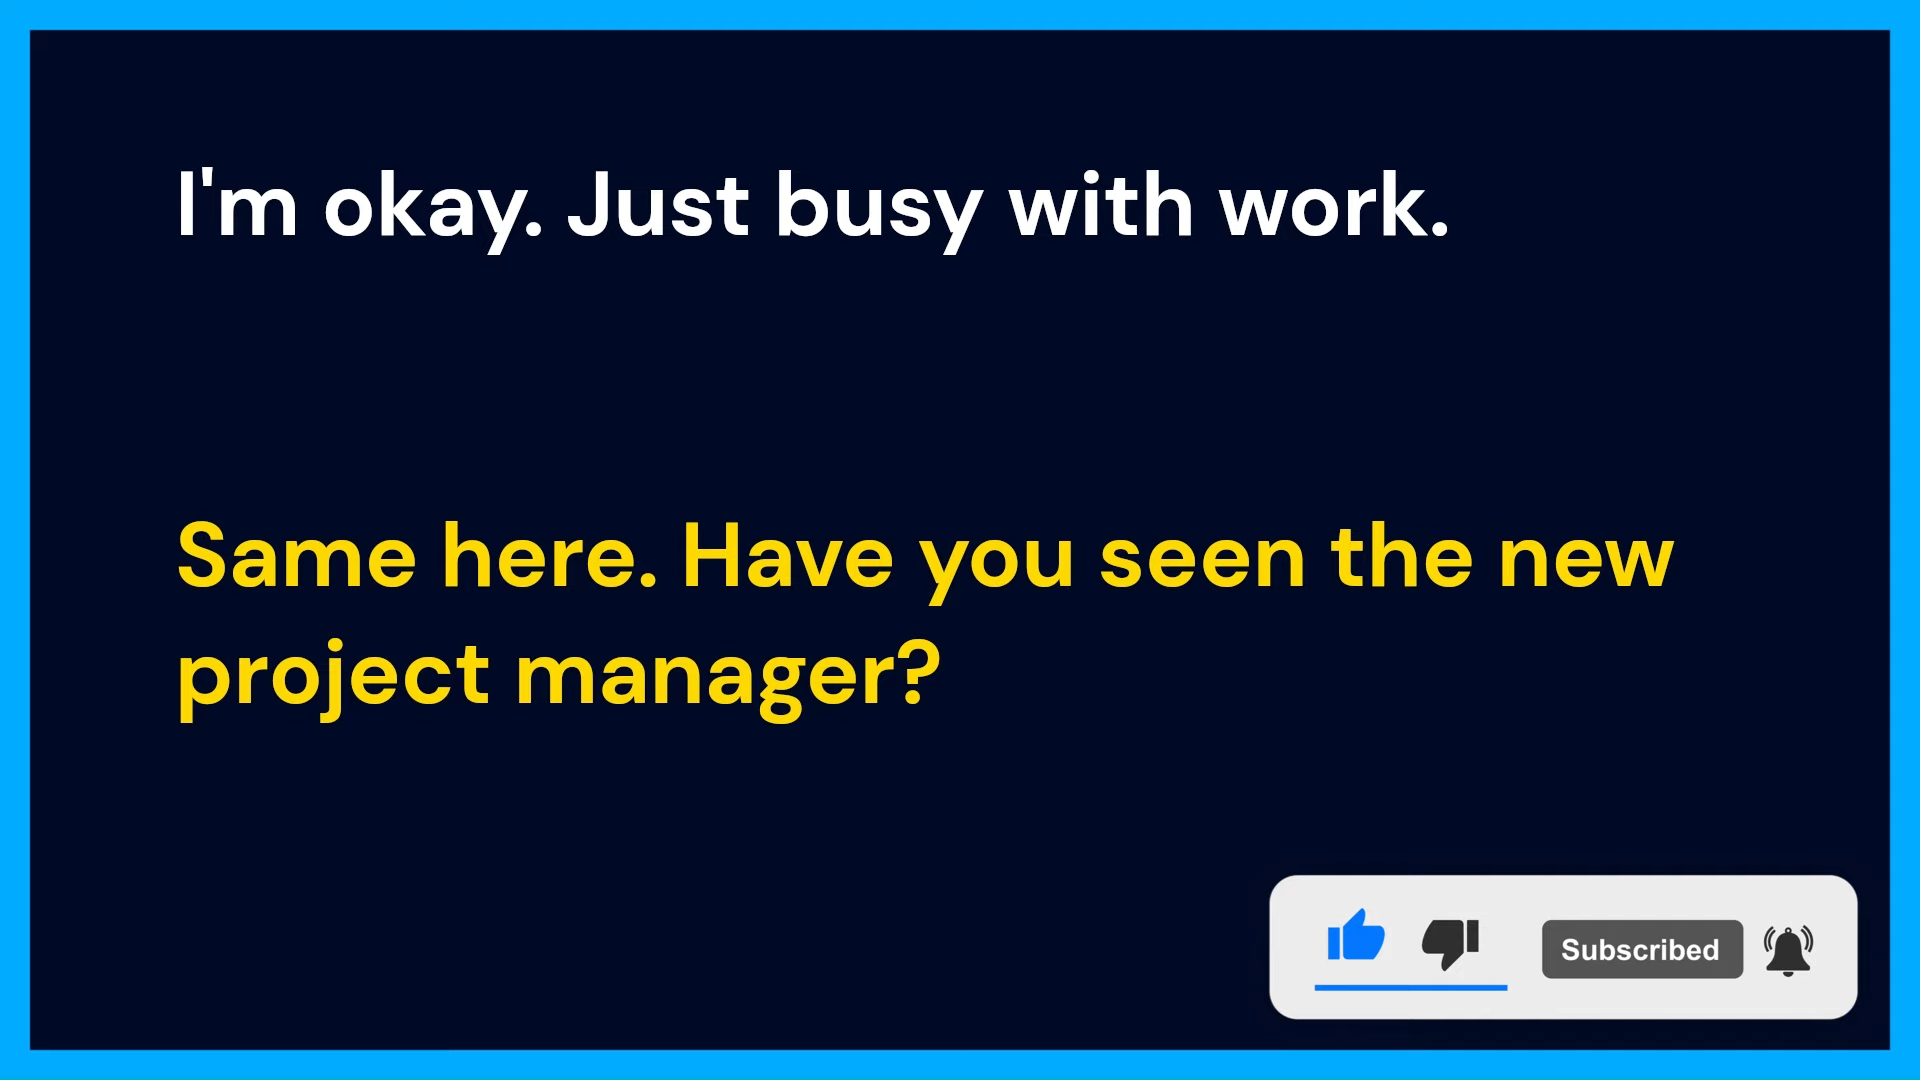 I'm okay. Just busy with work.
Same here. Have you seen the new
project manager?
Subscribed